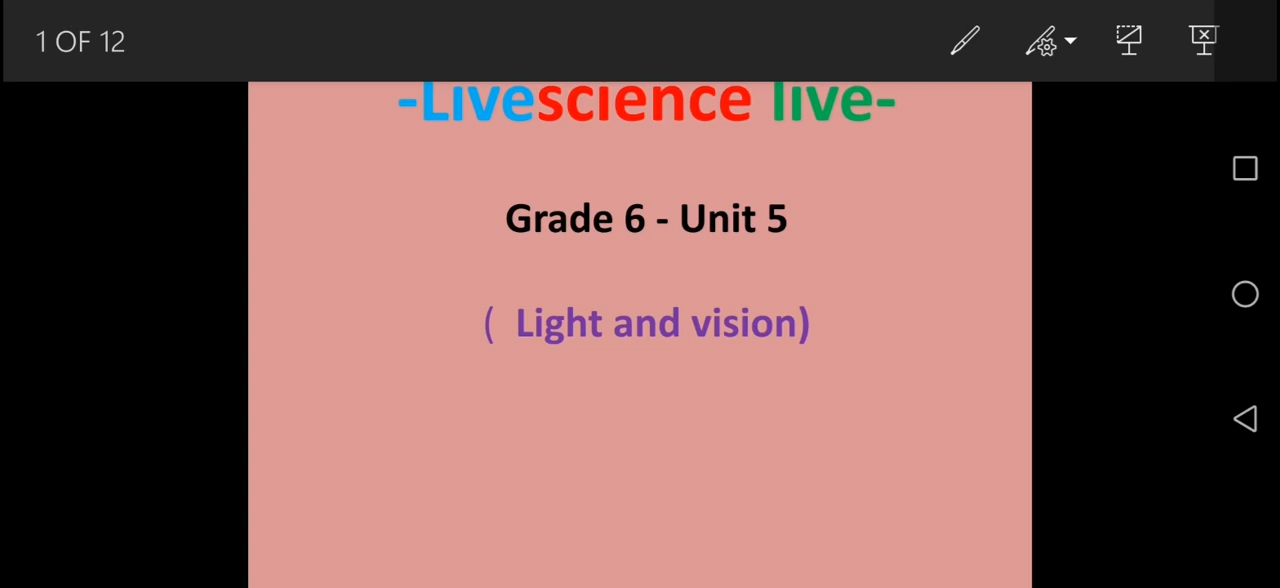 1 OF 12
-Livescience live-
Grade 6 - Unit 5
( Light and vision)